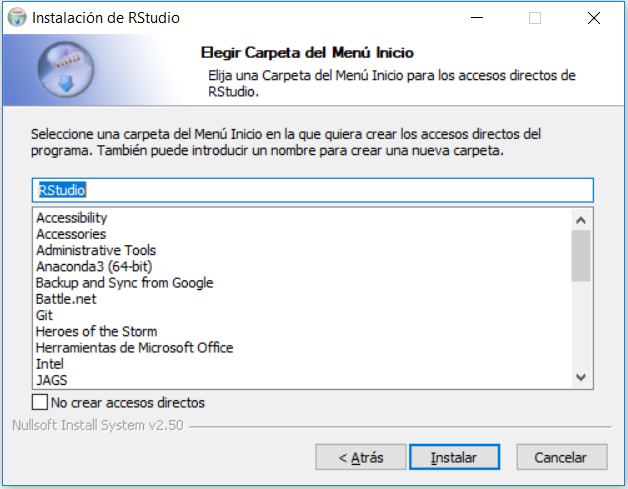 Instalación de RStudio
Elegir Carpeta del Menú Inicio
Elija una Carpeta del Menú Inicio para los accesos directos de
RStudio.
Seleccione una carpeta del Menú Inicio en la que quiera crear los accesos directos del
programa. También puede introducir un nombre para crear una nueva carpeta.
RStudio
Accessibility
Accessories
Administrative Tools
Anaconda3 (64-bit)
Backup and Sync from Google
Battle.net
Git
Heroes of the Storm
Herramientas de Microsoft Office
Intel
JAGS
No crear accesos directos
Nullsoft Install System v2.50
< Atrás
Instalar
Cancelar